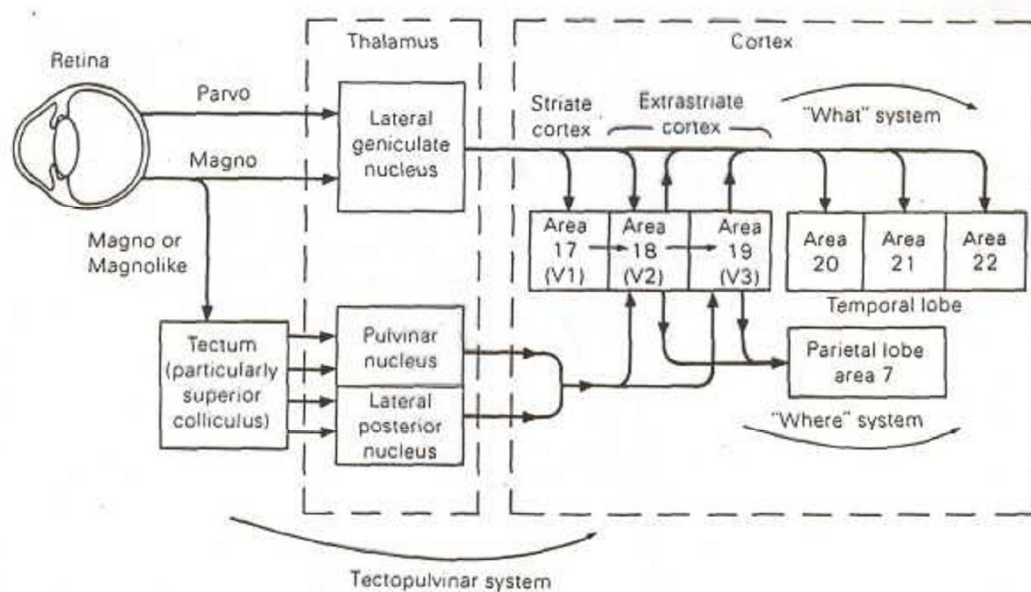 Thalamus
Cortex
Retina
Parvo
Magno
Lateral
geniculate
nucleus
Striate
cortex
Extrastriate
cortex
"What" system
Magno or
Magnolike
Area
17
(V1)
Area
18
(V2)
Area
19
(V3)
Area
20
Area
21
Area
22
Temporal lobe
Tectum
(particularly
superior
colliculus)
Pulvinar
nucleus
Lateral
posterior
nucleus
Parietal lobe
area 7
"Where" system
Tectopulvinar system